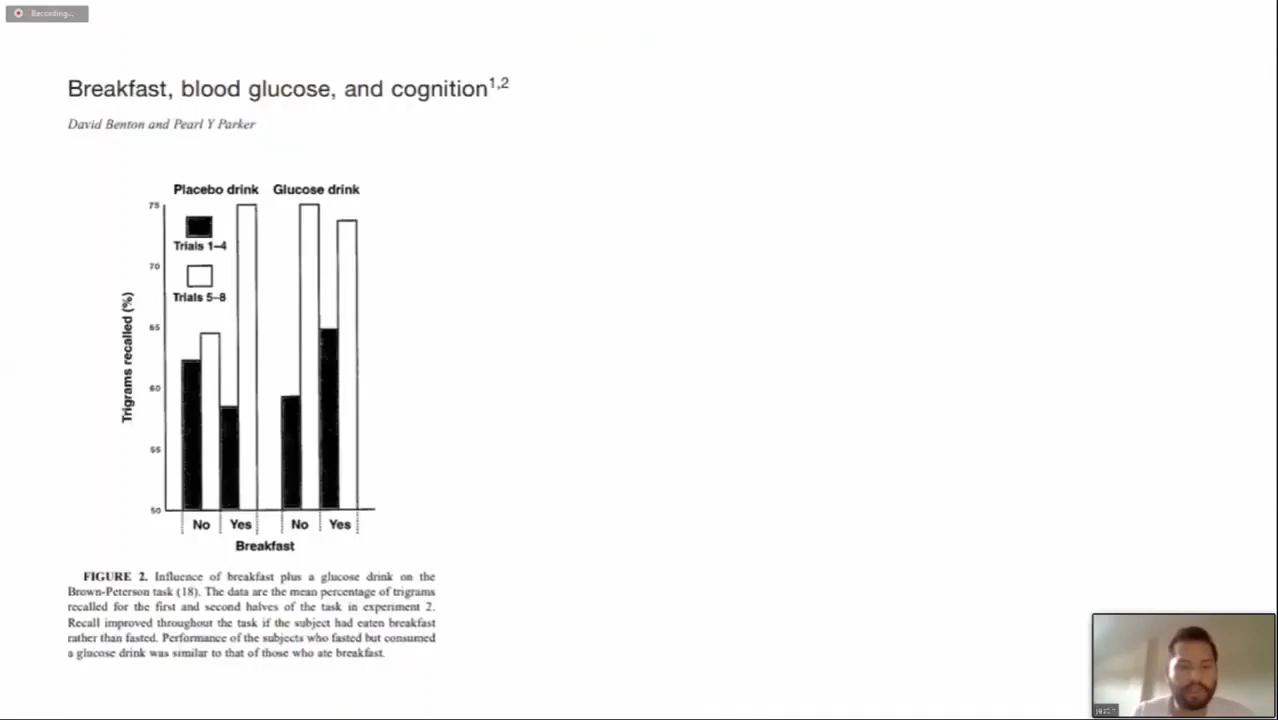 Recording...
Breakfast, blood glucose, and cognition1,2
David Benton and Pearl Y Parker
Placebo drink Glucose drink
Trials 1–4
Trials 5–8
75
70
65
60
55
50
Trigrams recalled (%)
No Yes No Yes
Breakfast
FIGURE 2. Influence of breakfast plus a glucose drink on the
Brown-Peterson task (18). The data are the mean percentage of trigrams
recalled for the first and second halves of the task in experiment 2.
Recall improved throughout the task if the subject had eaten breakfast
rather than fasted. Performance of the subjects who fasted but consumed
a glucose drink was similar to that of those who ate breakfast.